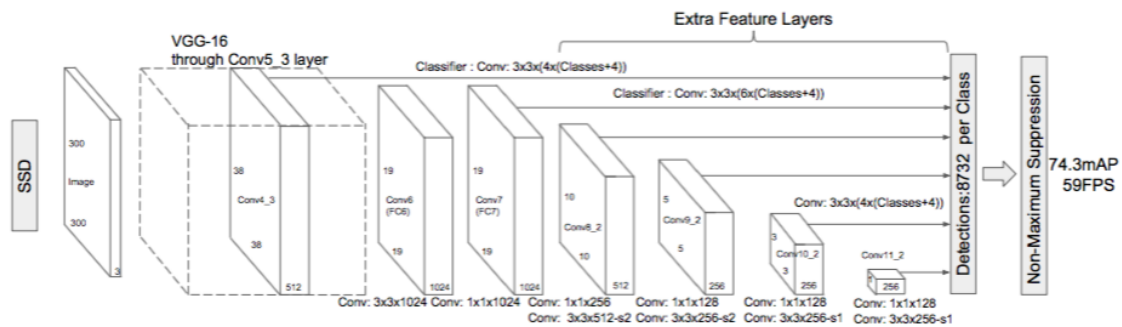 Extra Feature Layers
VGG-16
through Conv5_3 layer
Classifier : Conv: 3x3x(4x(Classes+4))
Classifier : Conv: 3x3x(6x(Classes+4))
SSD
300
Image
300
3
38
Conv4_3
38
512
19
Conv6
(FC6)
19
1024
19
Conv7
(FC7)
19
1024
10
Conv8_2
10
512
5
Conv9_2
5
256
Conv: 3x3x(4x(Classes+4))
3
Conv10_2
3
256
Conv11_2
256
Detections:8732 per Class
Non-Maximum Suppression
74.3mAP
59FPS
Conv: 3x3x1024
Conv: 1x1x1024
Conv: 1x1x256
Conv: 3x3x512-s2
Conv: 1x1x128
Conv: 3x3x256-s2
Conv: 1x1x128
Conv: 3x3x256-s1
Conv: 1x1x128
Conv: 3x3x256-s1